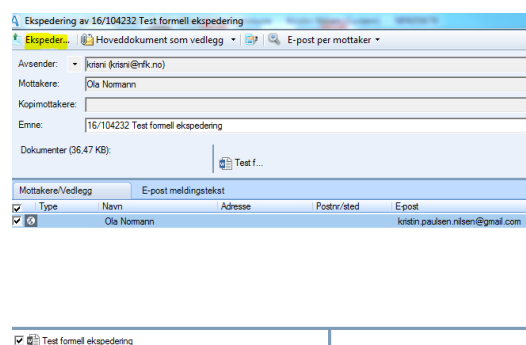 Ekspedering av 16/104232 Test formell ekspedering
Ekspeder... Hoveddokument som vedlegg E-post per mottaker
Avsender: krisni (krisni@nfk.no)
Mottakere: Ola Normann
Kopimottakere:
Emne: 16/104232 Test formell ekspedering
Dokumenter (36,47 KB):
Test f...
Mottakere/Vedlegg E-post meldingstekst
Type Navn Adresse Postnr/sted E-post
Ola Normann kristin.paulsen.nilsen@gmail.com
Test formell ekspedering